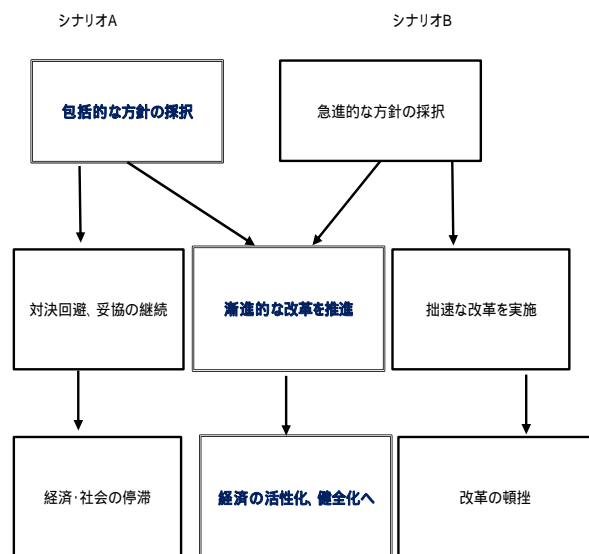 シナリオA
シナリオB
包括的な方針の採択
急進的な方針の採択
対決回避、妥協の継続
漸進的な改革を推進
拙速な改革を実施
経済・社会の停滞
経済の活性化、健全化へ
改革の頓挫